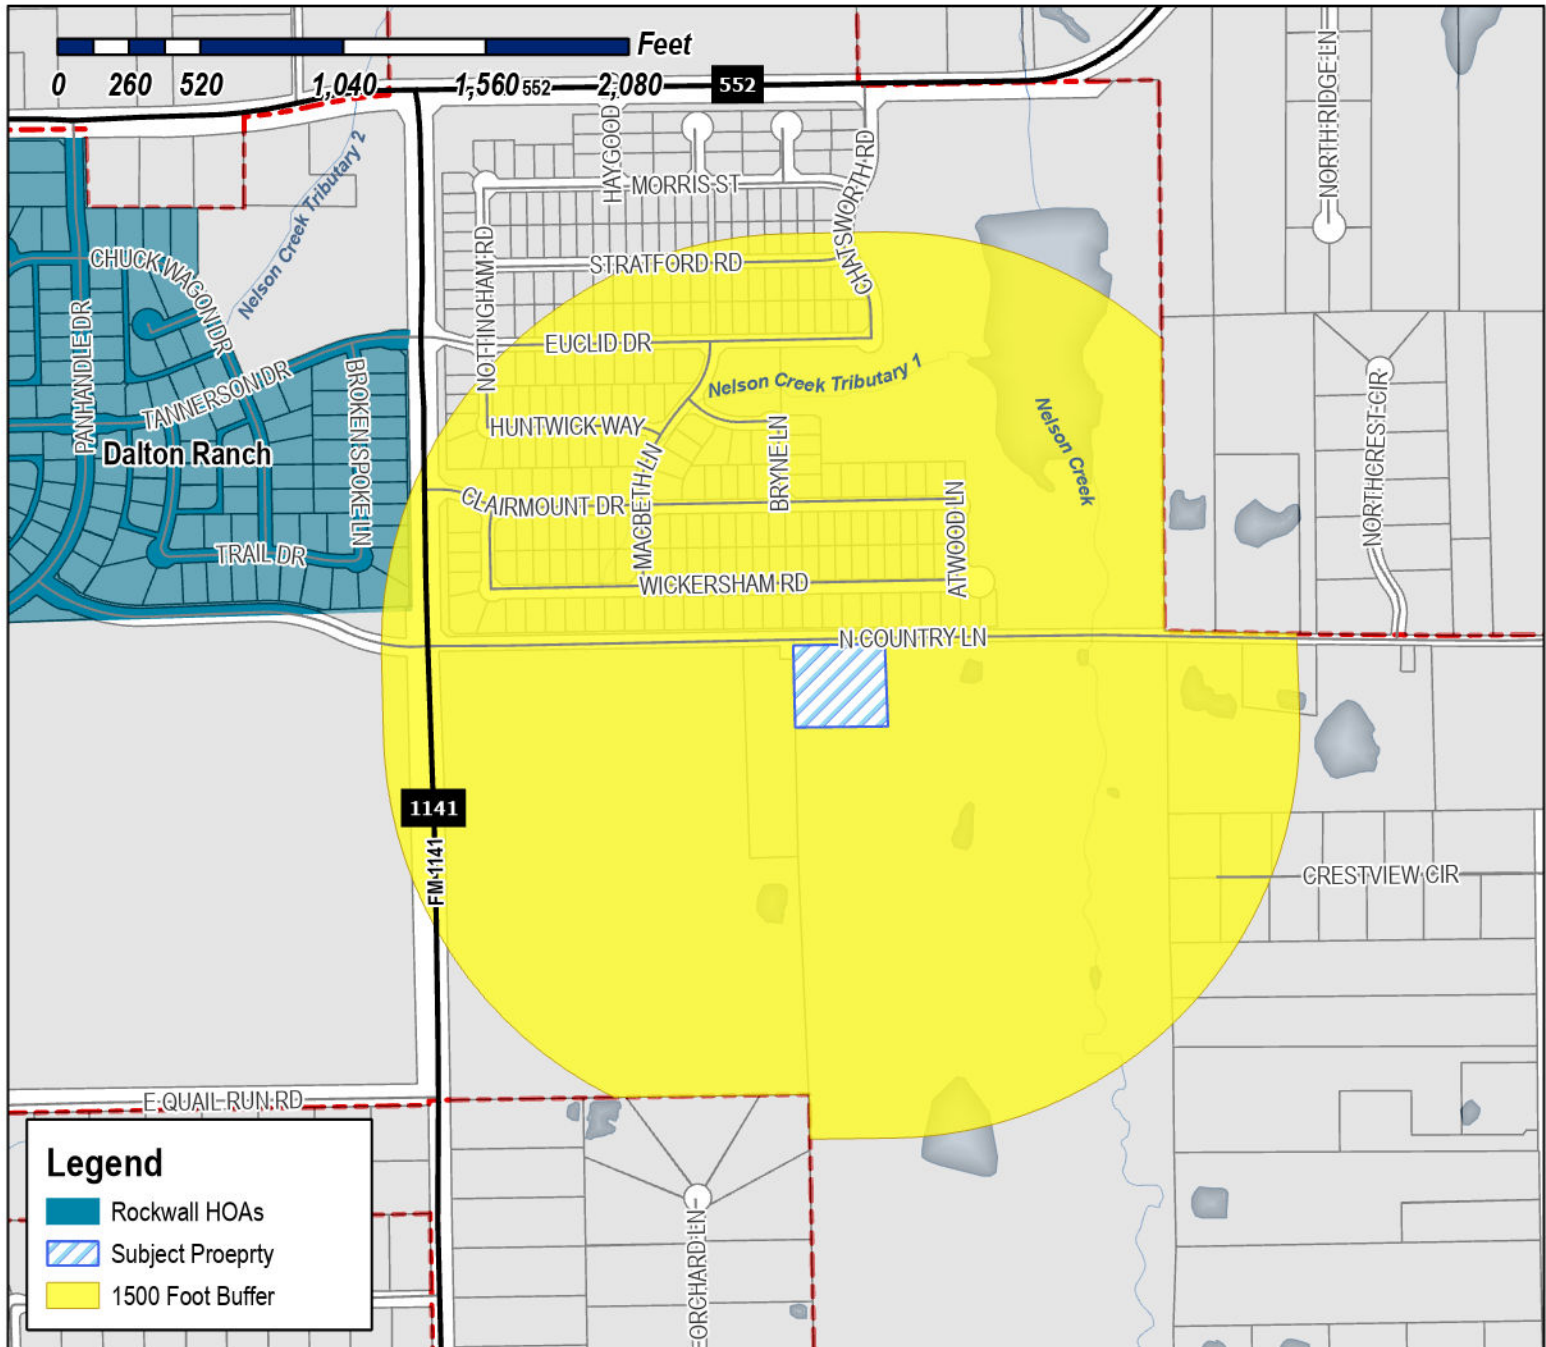 Feet
0 260 520 1,040 1,560 2,080
552
552
NORTH RIDGE LN
HAYGOOD
CHATSWORTH RD
MORRIS ST
Nelson Creek Tributary 2
NOTTINGHAM RD
STRATFORD RD
CHUCK WAGON DR
PANHANDLE DR
EUCLID DR
Nelson Creek Tributary 1
TANNERSON DR
BROKEN SPOKE LN
HUNTWICK WAY
Nelson Creek
NORTHCREST CIR
Dalton Ranch
MACBETH LN
BRYNE LN
CLAIRMOUNT DR
ATWOOD LN
TRAIL DR
WICKERSHAM RD
N COUNTRY LN
1141
FM 1141
CRESTVIEW CIR
E QUAIL RUN RD
ORCHARD LN
Legend
Rockwall HOAs
Subject Proeprty
1500 Foot Buffer